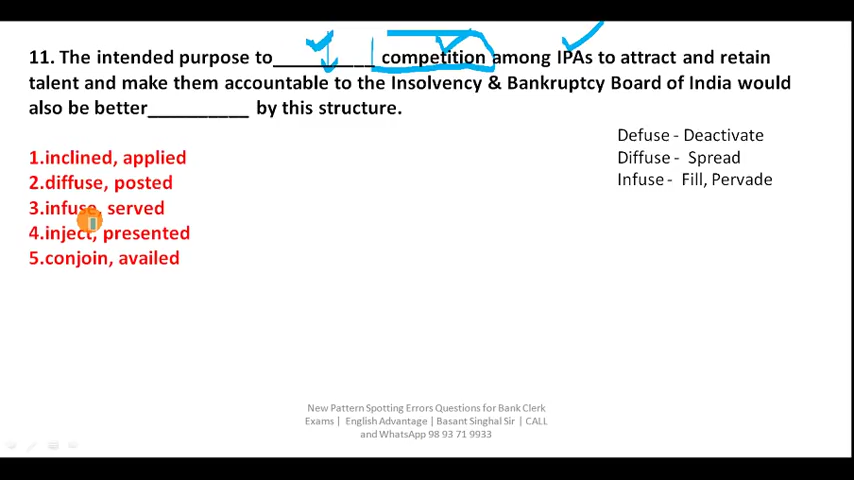 11. The intended purpose to__________ competition among IPAs to attract and retain
talent and make them accountable to the Insolvency & Bankruptcy Board of India would
also be better__________ by this structure.
Defuse - Deactivate
Diffuse - Spread
Infuse - Fill, Pervade
1.inclined, applied
2.diffuse, posted
3.infuse, served
4.inject, presented
5.conjoin, availed
New Pattern Spotting Errors Questions for Bank Clerk
Exams | English Advantage | Basant Singhal Sir | CALL
and WhatsApp 98 93 71 9933